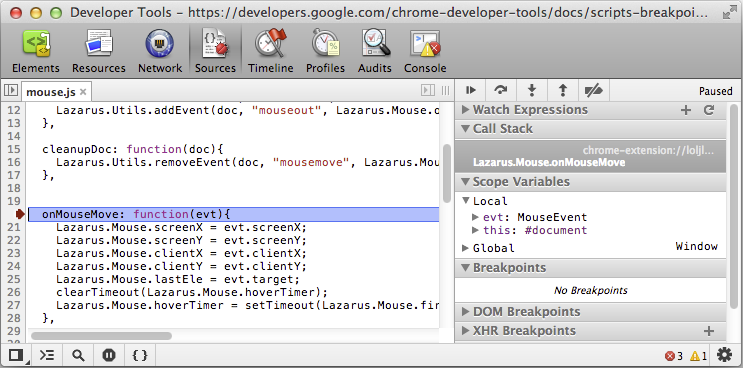 Developer Tools - https://developers.google.com/chrome-developer-tools/docs/scripts-breakpoi...
Elements Resources Network Sources Timeline Profiles Audits Console
mouse.js ×
12 Lazarus.Utils.addEvent(doc, "mouseout", Lazarus.Mouse.o
13 },
14
15 cleanupDoc: function(doc){
16 Lazarus.Utils.removeEvent(doc, "mousemove", Lazarus.Mou
17 },
18
19
onMouseMove: function(evt){
21 Lazarus.Mouse.screenX = evt.screenX;
22 Lazarus.Mouse.screenY = evt.screenY;
23 Lazarus.Mouse.clientX = evt.clientX;
24 Lazarus.Mouse.clientY = evt.clientY;
25 Lazarus.Mouse.lastEle = evt.target;
26 clearTimeout(Lazarus.Mouse.hoverTimer);
27 Lazarus.Mouse.hoverTimer = setTimeout(Lazarus.Mouse.fir
28 },
29
Paused
Watch Expressions
Call Stack
chrome-extension://loljl...
Lazarus.Mouse.onMouseMove
Scope Variables
Local
evt: MouseEvent
this: #document
Global Window
Breakpoints
No Breakpoints
DOM Breakpoints
XHR Breakpoints
3 1